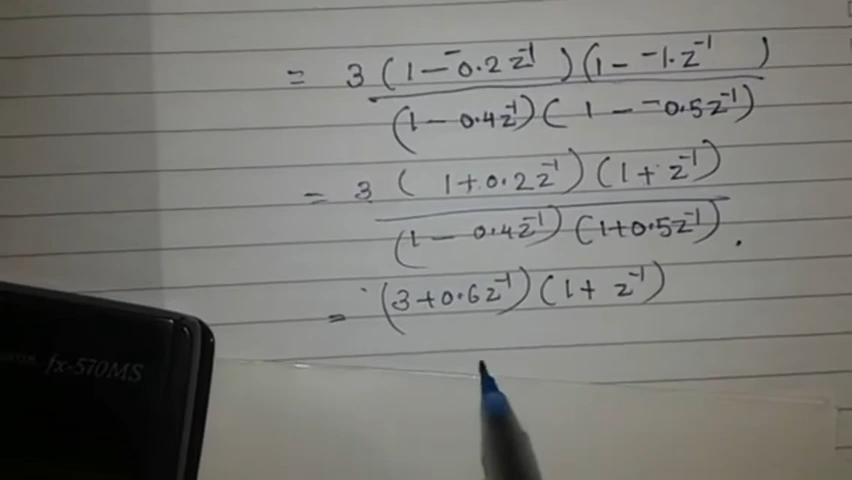 = 3 (1 - -0.2z⁻¹)(1 - -1.z⁻¹)
(1 - 0.4z⁻¹)(1 - -0.5z⁻¹)
= 3 (1+0.2z⁻¹)(1+z⁻¹)
(1 - 0.4z⁻¹)(1+0.5z⁻¹).
= (3+0.6z⁻¹)(1+ z⁻¹)
fx-570MS